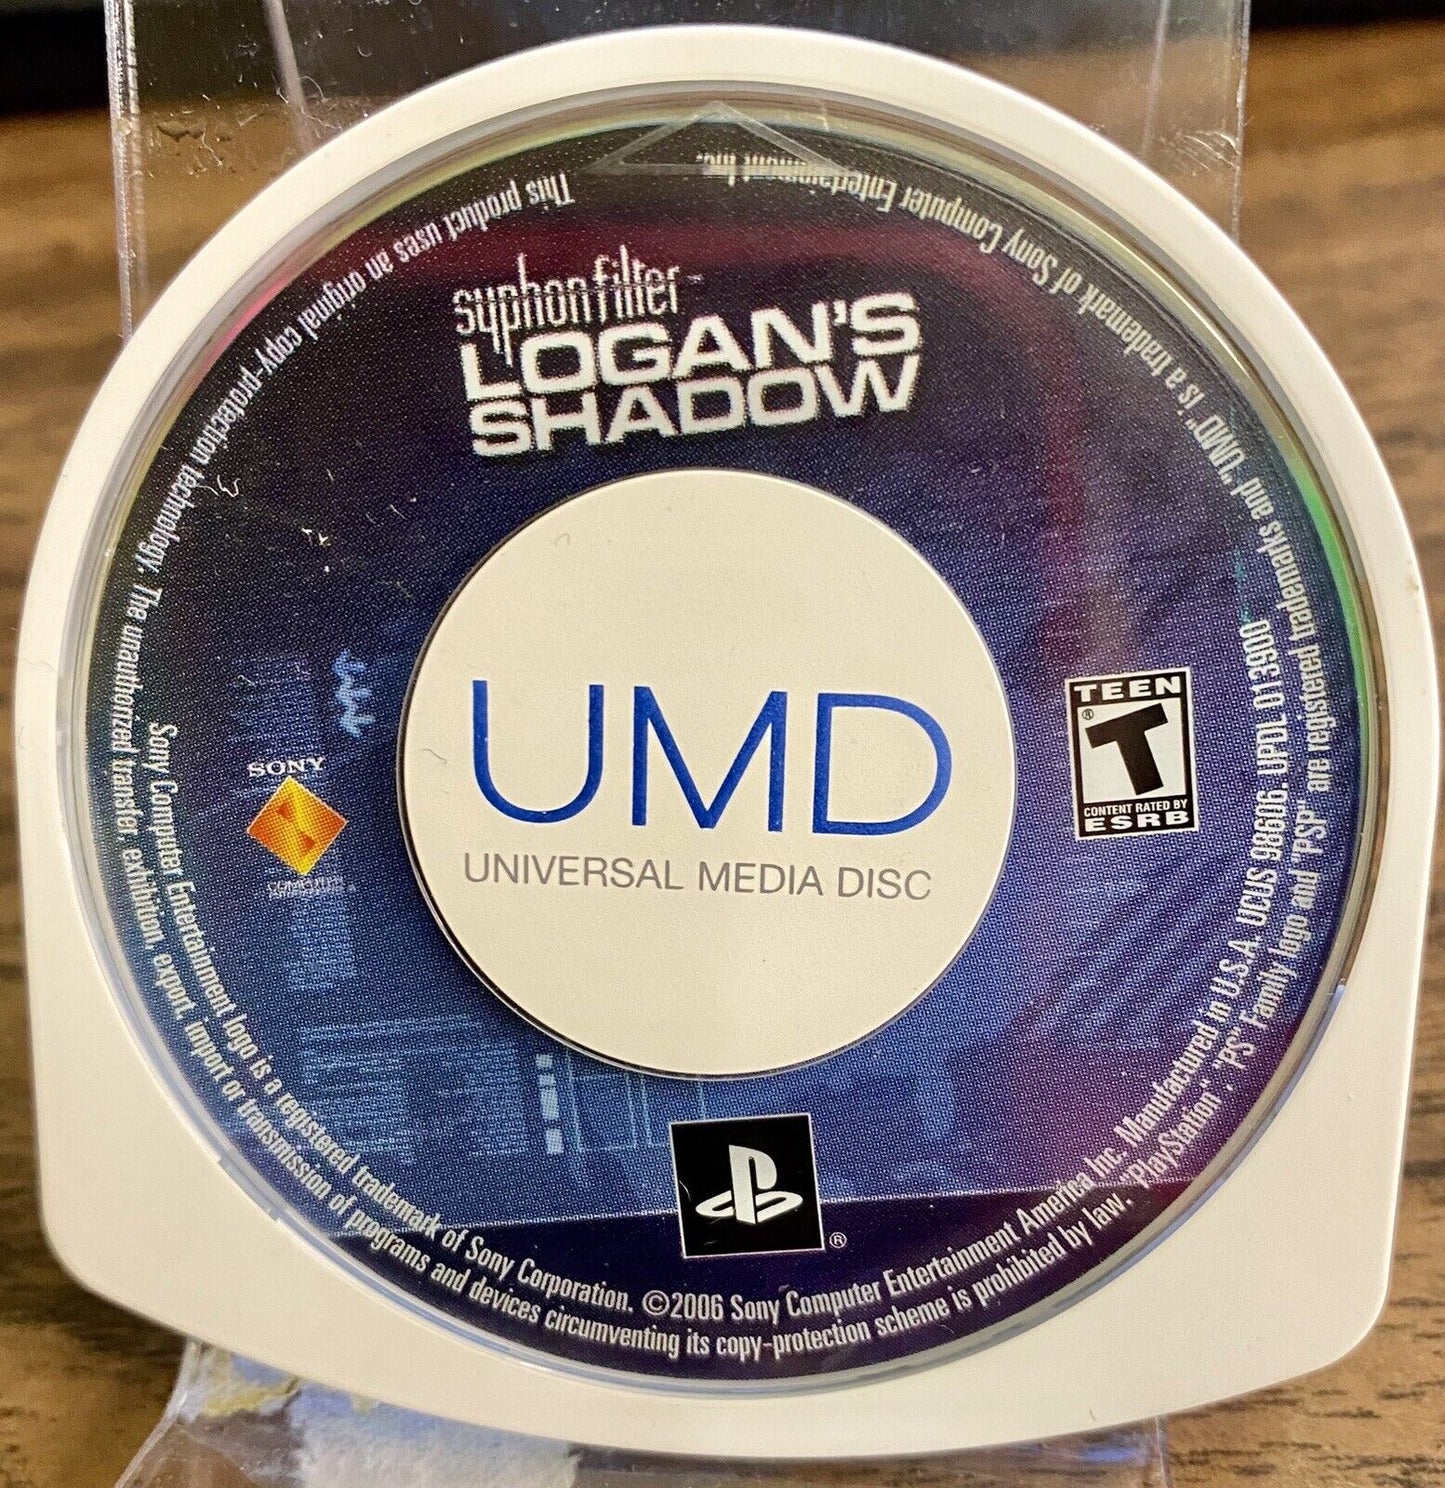 syphon filter™
LOGAN'S
SHADOW
UMD
UNIVERSAL MEDIA DISC
SONY
COMPUTER
TEEN
T
®
CONTENT RATED BY
ESRB
®
Sony Computer Entertainment logo is a registered trademark of Sony Corporation. ©2006 Sony Computer Entertainment America Inc. Manufactured in U.S.A. UCUS 98606 UPDL 013900
This product uses an original copy-protection technology. The unauthorized transfer, exhibition, export, import or transmission of programs and devices circumventing its copy-protection scheme is prohibited by law. "PlayStation", "PS" Family logo and "PSP" are registered trademarks and "UMD" is a trademark of Sony Computer Entertainment Inc.